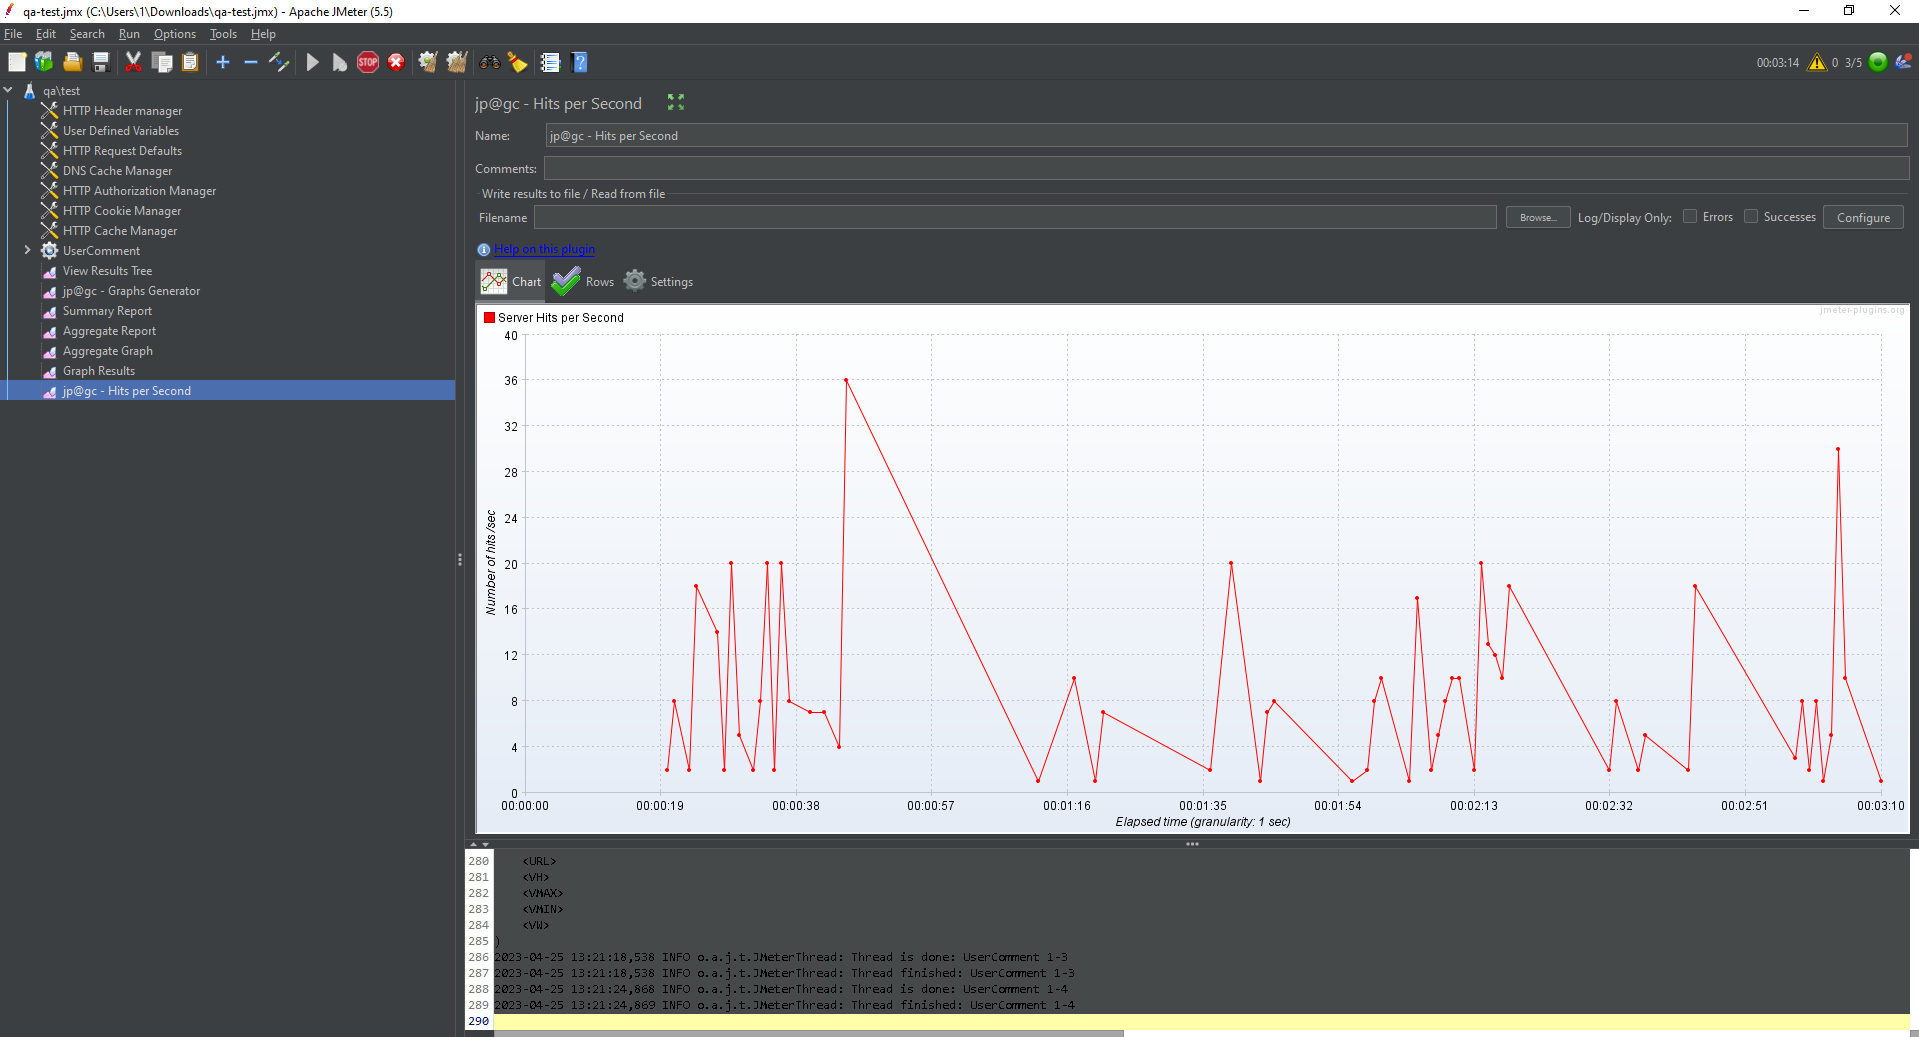 qa-test.jmx (C:\Users\1\Downloads\qa-test.jmx) - Apache JMeter (5.5)
File Edit Search Run Options Tools Help
STOP
00:03:14 0 3/5
qa\test
HTTP Header manager
User Defined Variables
HTTP Request Defaults
DNS Cache Manager
HTTP Authorization Manager
HTTP Cookie Manager
HTTP Cache Manager
UserComment
View Results Tree
jp@gc - Graphs Generator
Summary Report
Aggregate Report
Aggregate Graph
Graph Results
jp@gc - Hits per Second
jp@gc - Hits per Second
Name: jp@gc - Hits per Second
Comments:
Write results to file / Read from file
Filename Browse... Log/Display Only: Errors Successes Configure
Help on this plugin
Chart Rows Settings
Server Hits per Second
jmeter-plugins.org
40
36
32
28
24
20
16
12
8
4
0
Number of hits/sec
00:00:00 00:00:19 00:00:38 00:00:57 00:01:16 00:01:35 00:01:54 00:02:13 00:02:32 00:02:51 00:03:10
Elapsed time (granularity: 1 sec)
280 <URL>
281 <VH>
282 <VMAX>
283 <VMIN>
284 <VW>
285 )
286 2023-04-25 13:21:18,538 INFO o.a.j.t.JMeterThread: Thread is done: UserComment 1-3
287 2023-04-25 13:21:18,538 INFO o.a.j.t.JMeterThread: Thread finished: UserComment 1-3
288 2023-04-25 13:21:24,868 INFO o.a.j.t.JMeterThread: Thread is done: UserComment 1-4
289 2023-04-25 13:21:24,869 INFO o.a.j.t.JMeterThread: Thread finished: UserComment 1-4
290